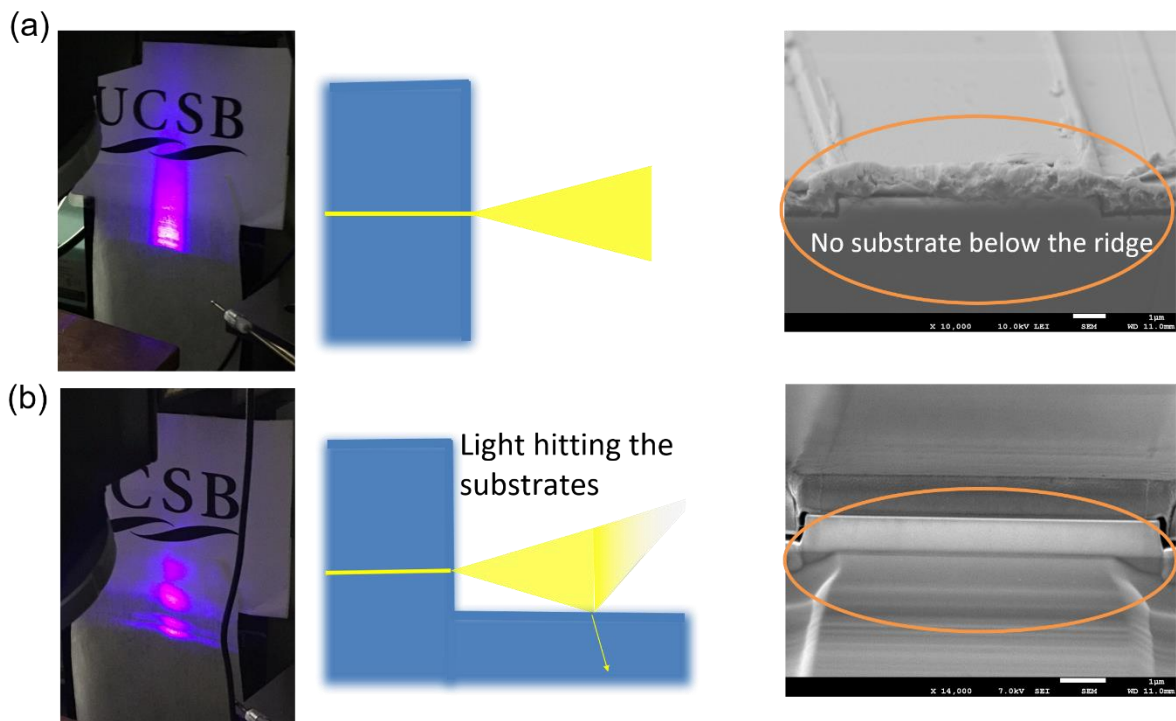 (a)
UCSB
No substrate below the ridge
1µm
X 10,000 10.0kV LEI SEM WD 11.0mm
(b)
CSB
Light hitting the
substrates
1µm
X 14,000 7.0kV SEI SEM WD 11.0mm